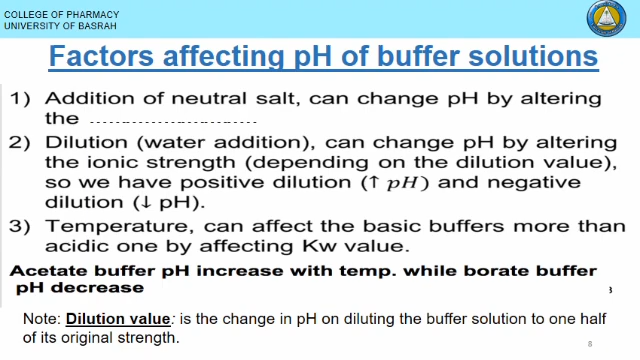 COLLEGE OF PHARMACY
UNIVERSITY OF BASRAH
Factors affecting pH of buffer solutions
1) Addition of neutral salt, can change pH by altering
the ..............................
2) Dilution (water addition), can change pH by altering
the ionic strength (depending on the dilution value),
so we have positive dilution (↑ pH) and negative
dilution (↓ pH).
3) Temperature, can affect the basic buffers more than
acidic one by affecting Kw value.
Acetate buffer pH increase with temp. while borate buffer
pH decrease
Note: Dilution value: is the change in pH on diluting the buffer solution to one half
of its original strength.
8